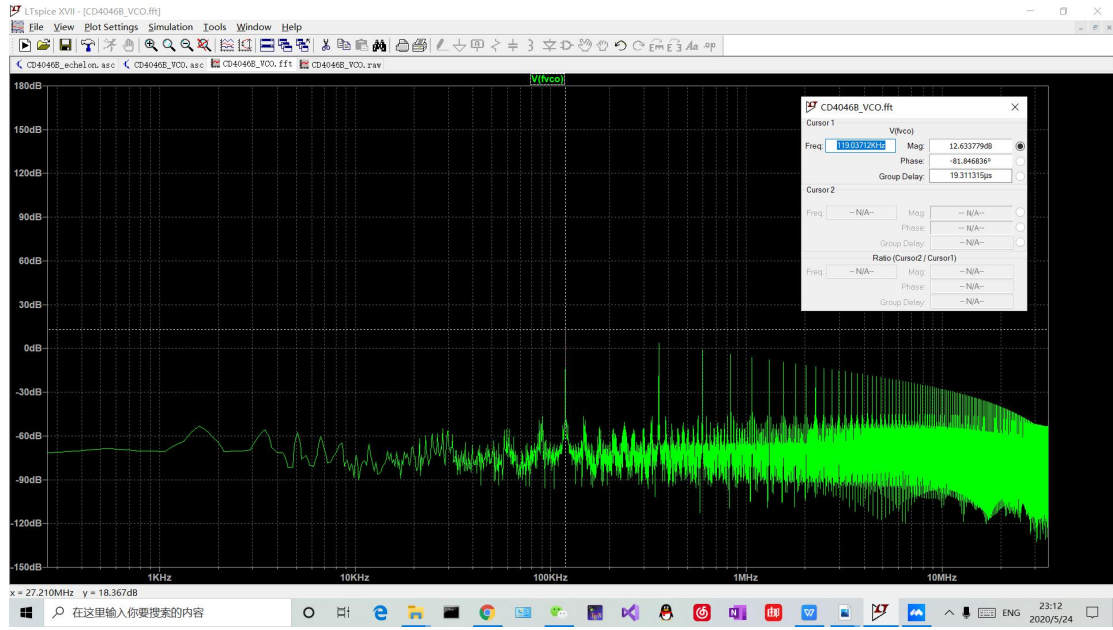 LTspice XVII - [CD4046B_VCO.fft]
File View Plot Settings Simulation Tools Window Help
CD4046B_echelon.asc CD4046B_VCO.asc CD4046B_VCO.fft CD4046B_VCO.raw
V(fvco)
180dB
150dB
120dB
90dB
60dB
30dB
0dB
-30dB
-60dB
-90dB
-120dB
-150dB
1KHz 10KHz 100KHz 1MHz 10MHz
CD4046B_VCO.fft
Cursor 1
V(fvco)
Freq: 119.03712KHz Mag: 12.633779dB
Phase: -81.846836°
Group Delay: 19.311315µs
Cursor 2
Freq: -- N/A-- Mag: -- N/A--
Phase: -- N/A--
Group Delay: -- N/A--
Ratio (Cursor2 / Cursor1)
Freq: -- N/A-- Mag: -- N/A--
Phase: -- N/A--
Group Delay: -- N/A--
x = 27.210MHz y = 18.367dB
在这里输入你要搜索的内容
ENG
23:12
2020/5/24